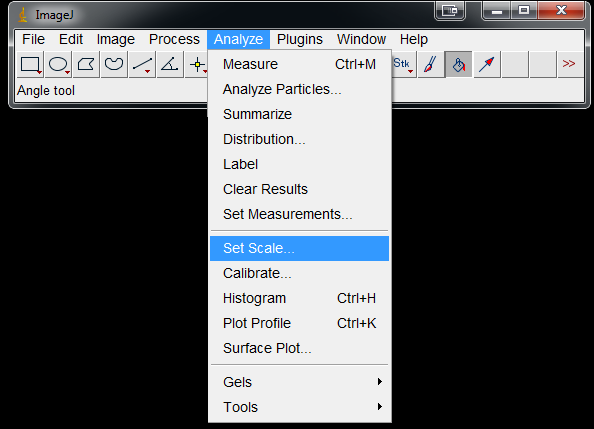 ImageJ
File Edit Image Process Analyze Plugins Window Help
Stk >>
Angle tool
Measure Ctrl+M
Analyze Particles...
Summarize
Distribution...
Label
Clear Results
Set Measurements...
Set Scale...
Calibrate...
Histogram Ctrl+H
Plot Profile Ctrl+K
Surface Plot...
Gels
Tools